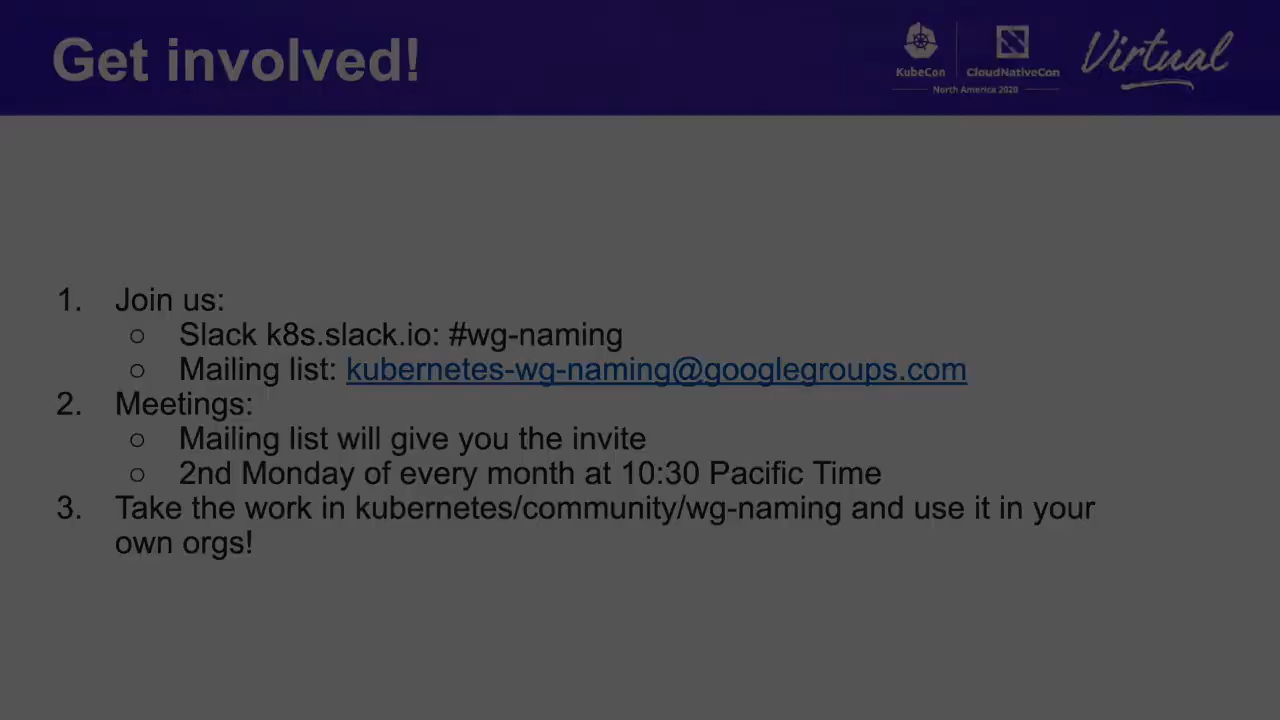 Get involved!
KubeCon
CloudNativeCon
North America 2020
Virtual
1. Join us:
○ Slack k8s.slack.io: #wg-naming
○ Mailing list: kubernetes-wg-naming@googlegroups.com
2. Meetings:
○ Mailing list will give you the invite
○ 2nd Monday of every month at 10:30 Pacific Time
3. Take the work in kubernetes/community/wg-naming and use it in your
own orgs!